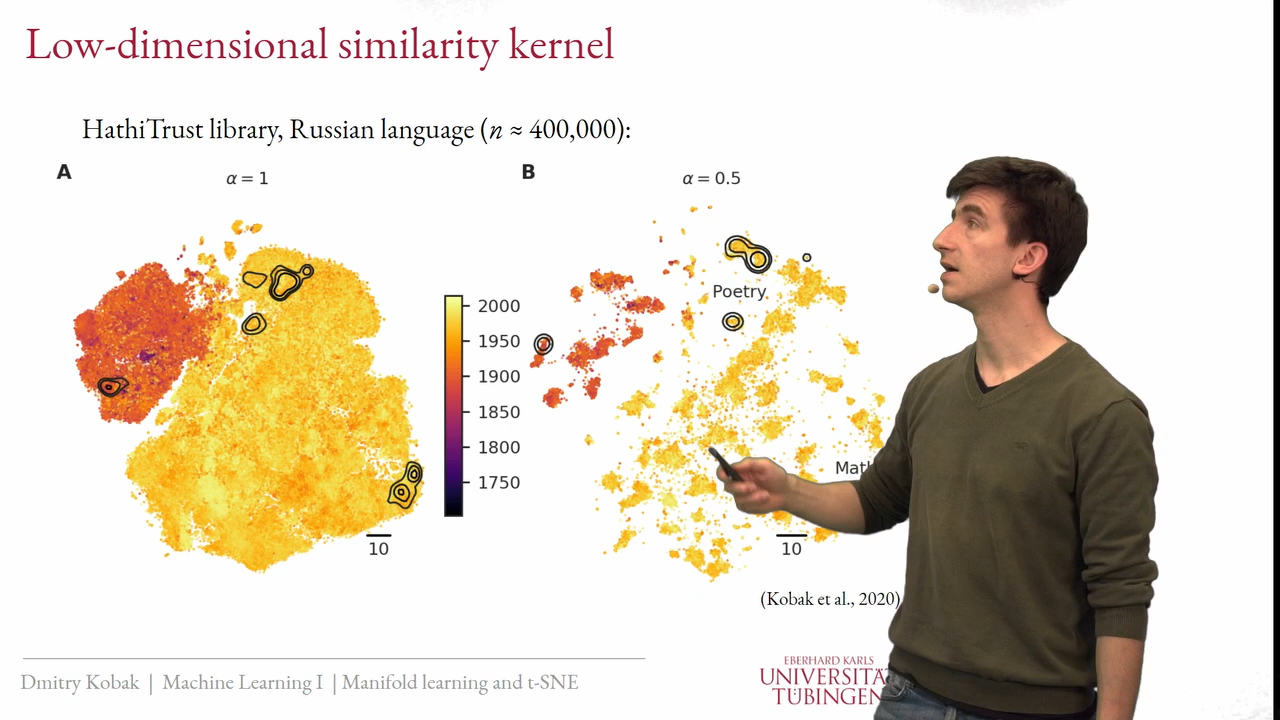 Low-dimensional similarity kernel
HathiTrust library, Russian language (n ≈ 400,000):
A
α = 1
B
α = 0.5
2000
1950
1900
1850
1800
1750
Poetry
10
10
(Kobak et al., 2020)
Dmitry Kobak | Machine Learning I | Manifold learning and t-SNE
EBERHARD KARLS
UNIVERSITÄ
TÜBINGEN